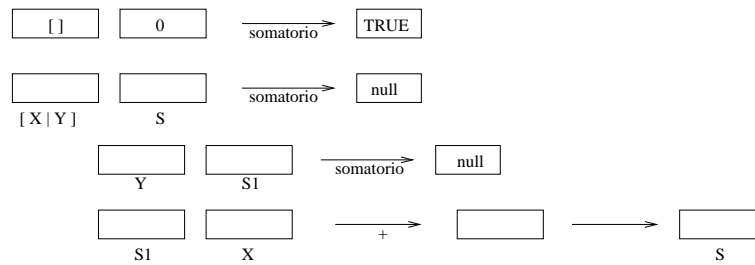 [ ] 0 somatorio TRUE
somatorio null
[ X | Y ] S
somatorio null
Y S1
+
S1 X S